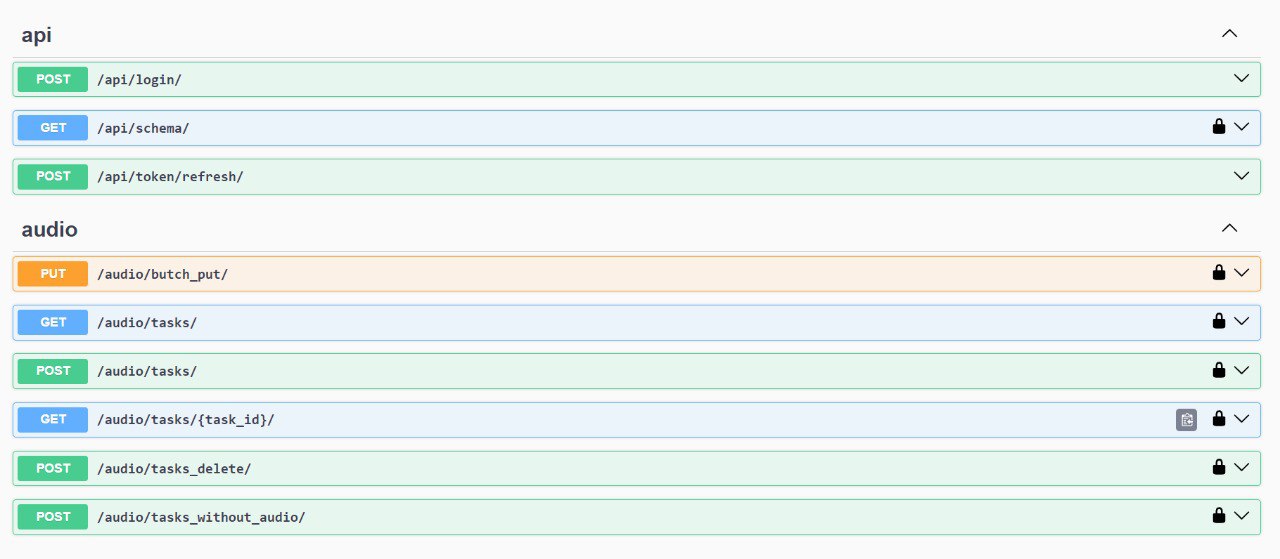 api
POST /api/login/
GET /api/schema/
POST /api/token/refresh/
audio
PUT /audio/butch_put/
GET /audio/tasks/
POST /audio/tasks/
GET /audio/tasks/{task_id}/
POST /audio/tasks_delete/
POST /audio/tasks_without_audio/